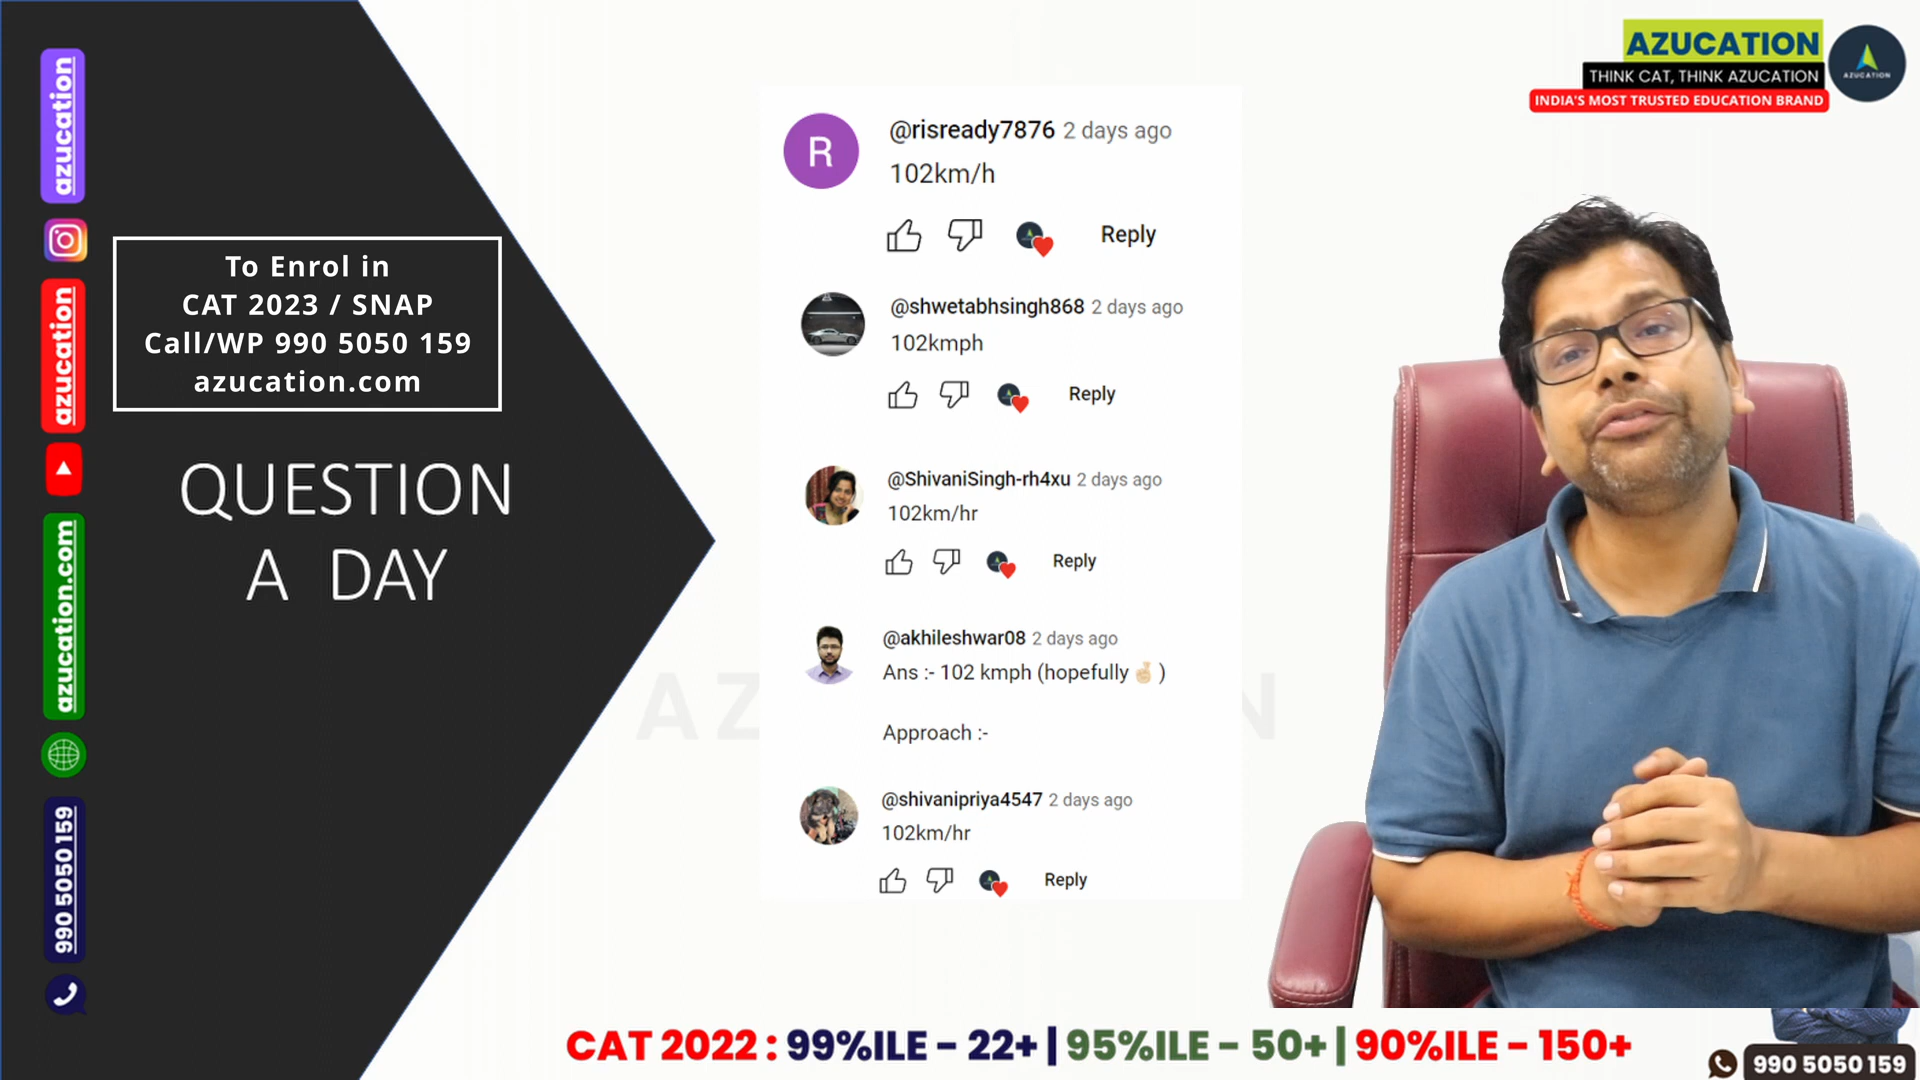 azucation
azucation
azucation.com
990 5050 159
To Enrol in
CAT 2023 / SNAP
Call/WP 990 5050 159
azucation.com
QUESTION
A DAY
R
@risready7876 2 days ago
102km/h
Reply
@shwetabhsingh868 2 days ago
102kmph
Reply
@ShivaniSingh-rh4xu 2 days ago
102km/hr
Reply
@akhileshwar08 2 days ago
Ans :- 102 kmph (hopefully🤞🏻)
Approach :-
@shivanipriya4547 2 days ago
102km/hr
Reply
AZUCATION
THINK CAT, THINK AZUCATION
INDIA'S MOST TRUSTED EDUCATION BRAND
AZUCATION
AZ N
CAT 2022 : 99%ILE – 22+ | 95%ILE – 50+ | 90%ILE – 150+
990 5050 159